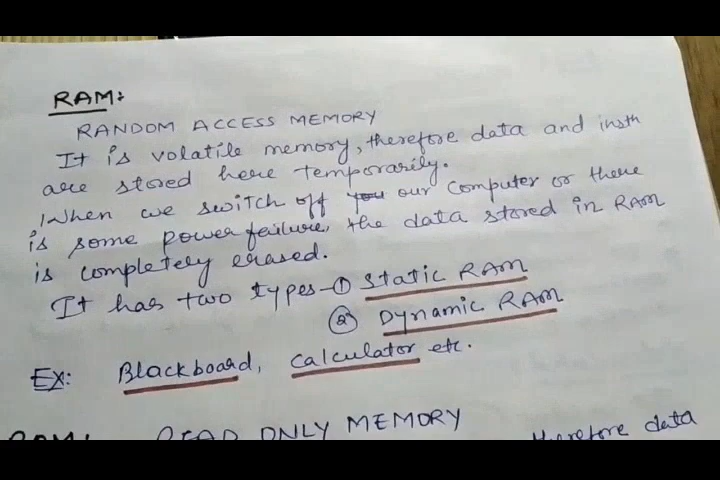 RAM:
RANDOM ACCESS MEMORY
It is volatile memory, therefore data and instn
are stored here temporarily.
When we switch off our computer or there
is some power failure, the data stored in RAM
is completely erased.
It has two types-① Static RAM
② Dynamic RAM
Ex: Blackboard, Calculator etc.
READ ONLY MEMORY
therefore data